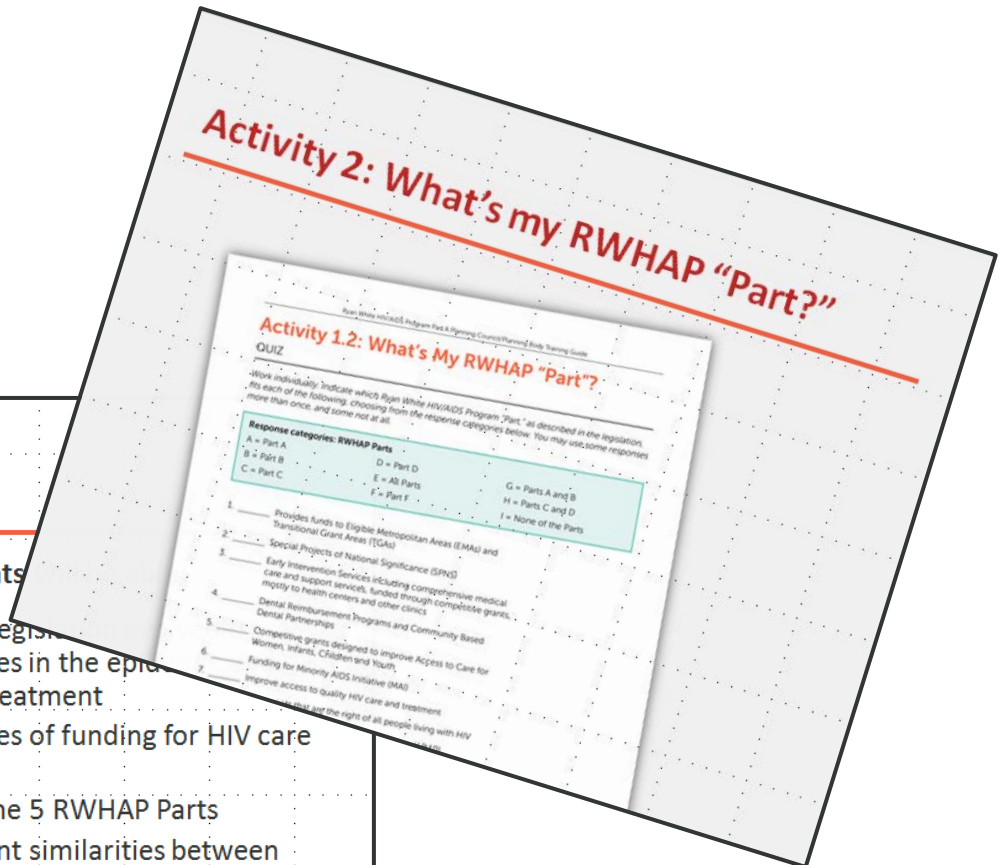 Activity 2: What's my RWHAP “Part?”
Ryan White HIV/AIDS Program Part A Planning Council/Planning Body Training Guide
Activity 1.2: What's My RWHAP “Part”?
QUIZ
Work individually. Indicate which Ryan White HIV/AIDS Program “Part,” as described in the legislation,
fits each of the following, choosing from the response categories below. You may use some responses
more than once, and some not at all.
Response categories: RWHAP Parts
A = Part A
B = Part B
C = Part C
D = Part D
E = All Parts
F = Part F
G = Parts A and B
H = Parts C and D
I = None of the Parts
1. ______ Provides funds to Eligible Metropolitan Areas (EMAs) and
Transitional Grant Areas (TGAs)
2. ______ Special Projects of National Significance (SPNS)
3. ______ Early Intervention Services including comprehensive medical
care and support services, funded through competitive grants,
mostly to health centers and other clinics
4. ______ Dental Reimbursement Programs and Community Based
Dental Partnerships
5. ______ Competitive grants designed to improve Access to Care for
Women, Infants, Children and Youth
6. ______ Funding for Minority AIDS Initiative (MAI)
7. ______ Improve access to quality HIV care and treatment
that are the right of all people living with HIV
es in the
eatment
es of funding for HIV care
ne 5 RWHAP Parts
nt similarities between